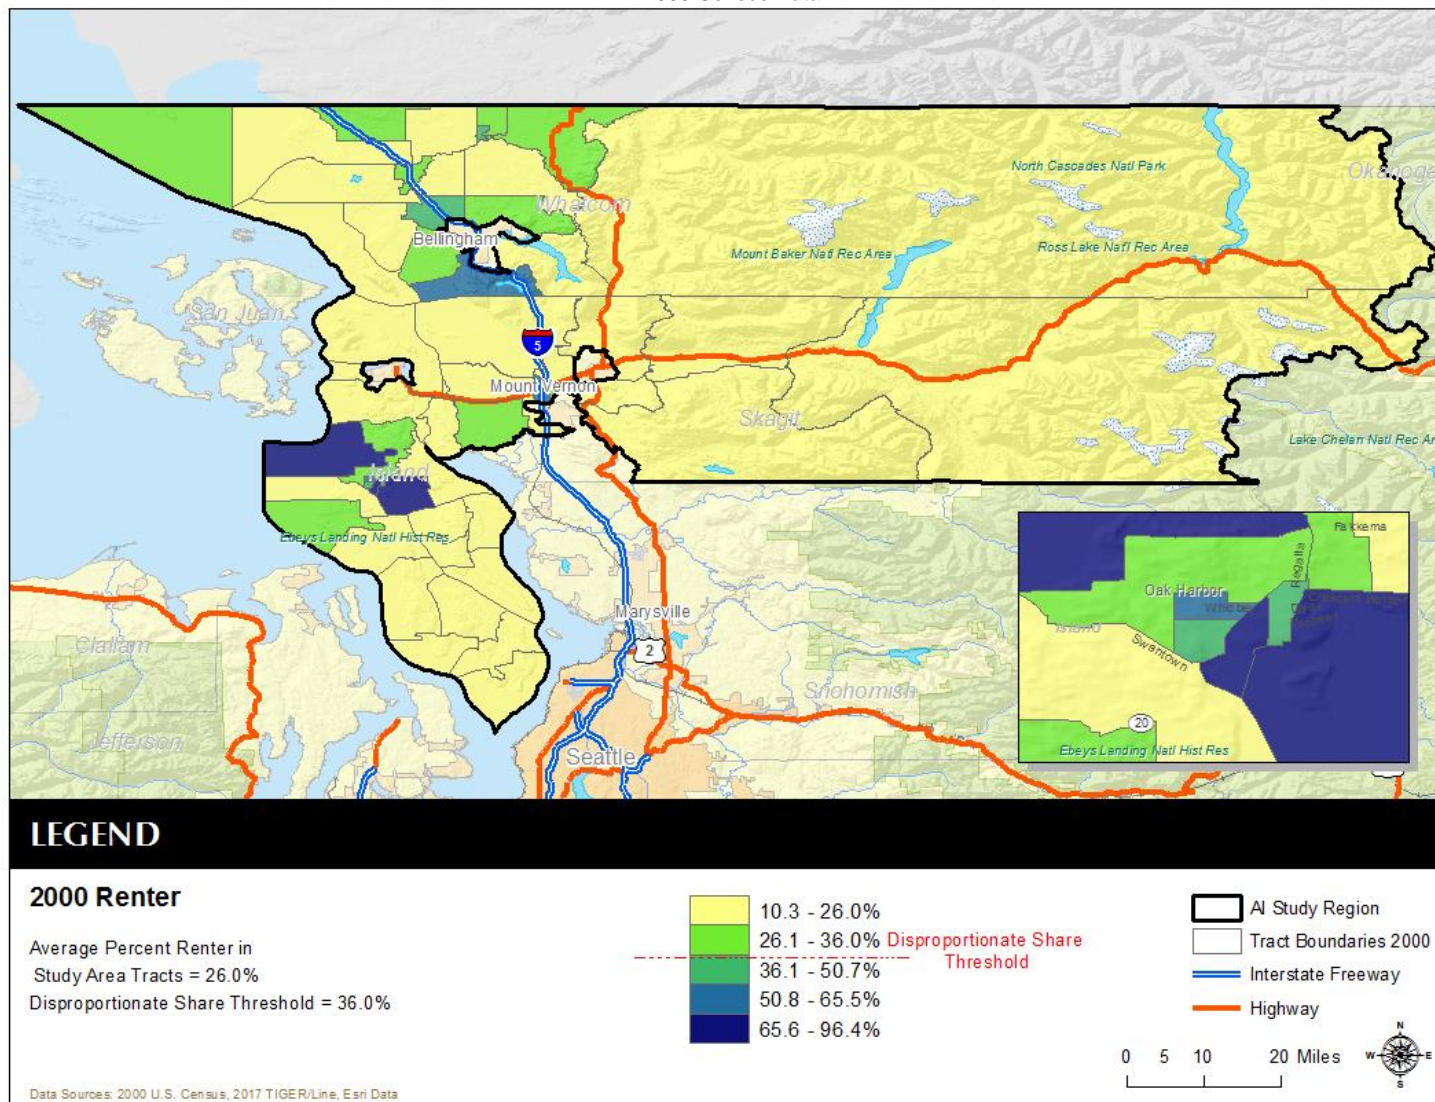 Whatcom
North Cascades Natl Park
Okanoga
Bellingham
Mount Baker Natl Rec Area
Ross Lake Natl Rec Area
San Juan
5
Mount Vernon
Skagit
Lake Chelan Natl Rec Ar
Island
Ebeys Landing Natl Hist Res
Marysville
2
Clallam
Snohomish
Jefferson
Seattle
Regatta
Oak Harbor
Island
Swantown
20
Ebeys Landing Natl Hist Res
LEGEND
2000 Renter
Average Percent Renter in
Study Area Tracts = 26.0%
Disproportionate Share Threshold = 36.0%
10.3 - 26.0%
26.1 - 36.0%
36.1 - 50.7%
50.8 - 65.5%
65.6 - 96.4%
Disproportionate Share
Threshold
AI Study Region
Tract Boundaries 2000
Interstate Freeway
Highway
0 5 10 20 Miles
N
W E
S
Data Sources: 2000 U.S. Census, 2017 TIGER/Line, Esri Data